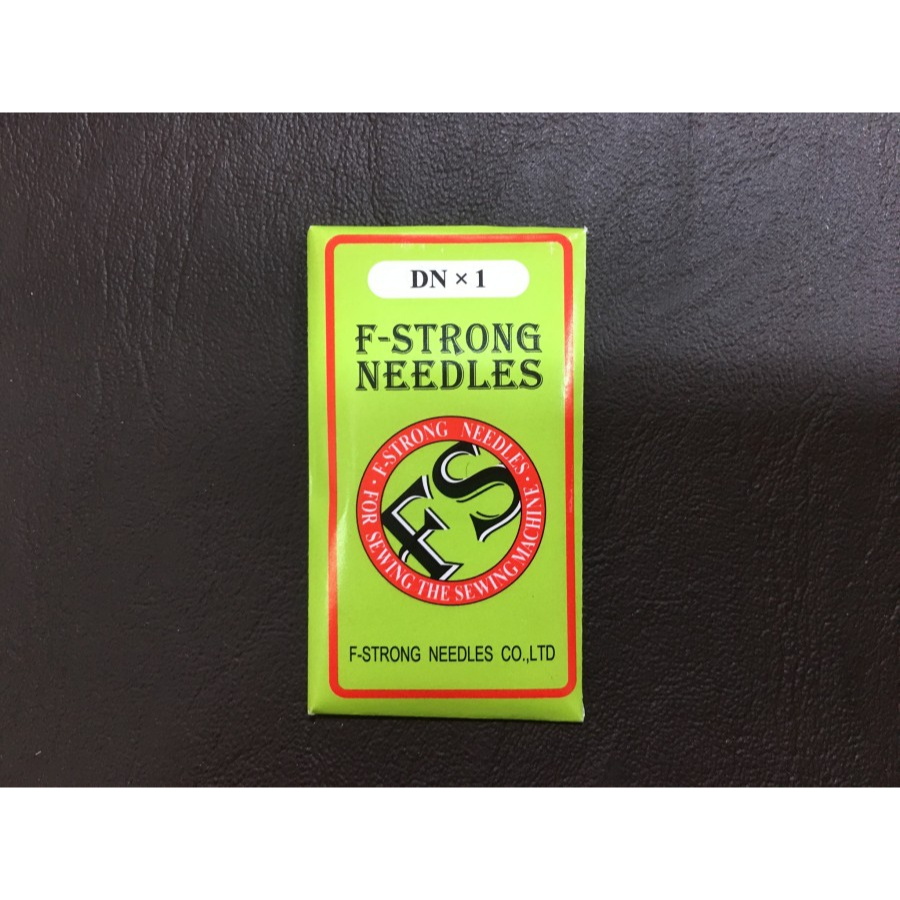 DN × 1
F-STRONG
NEEDLES
· F-STRONG NEEDLES ·
FOR SEWING THE SEWING MACHINE
FS
F-STRONG NEEDLES CO.,LTD